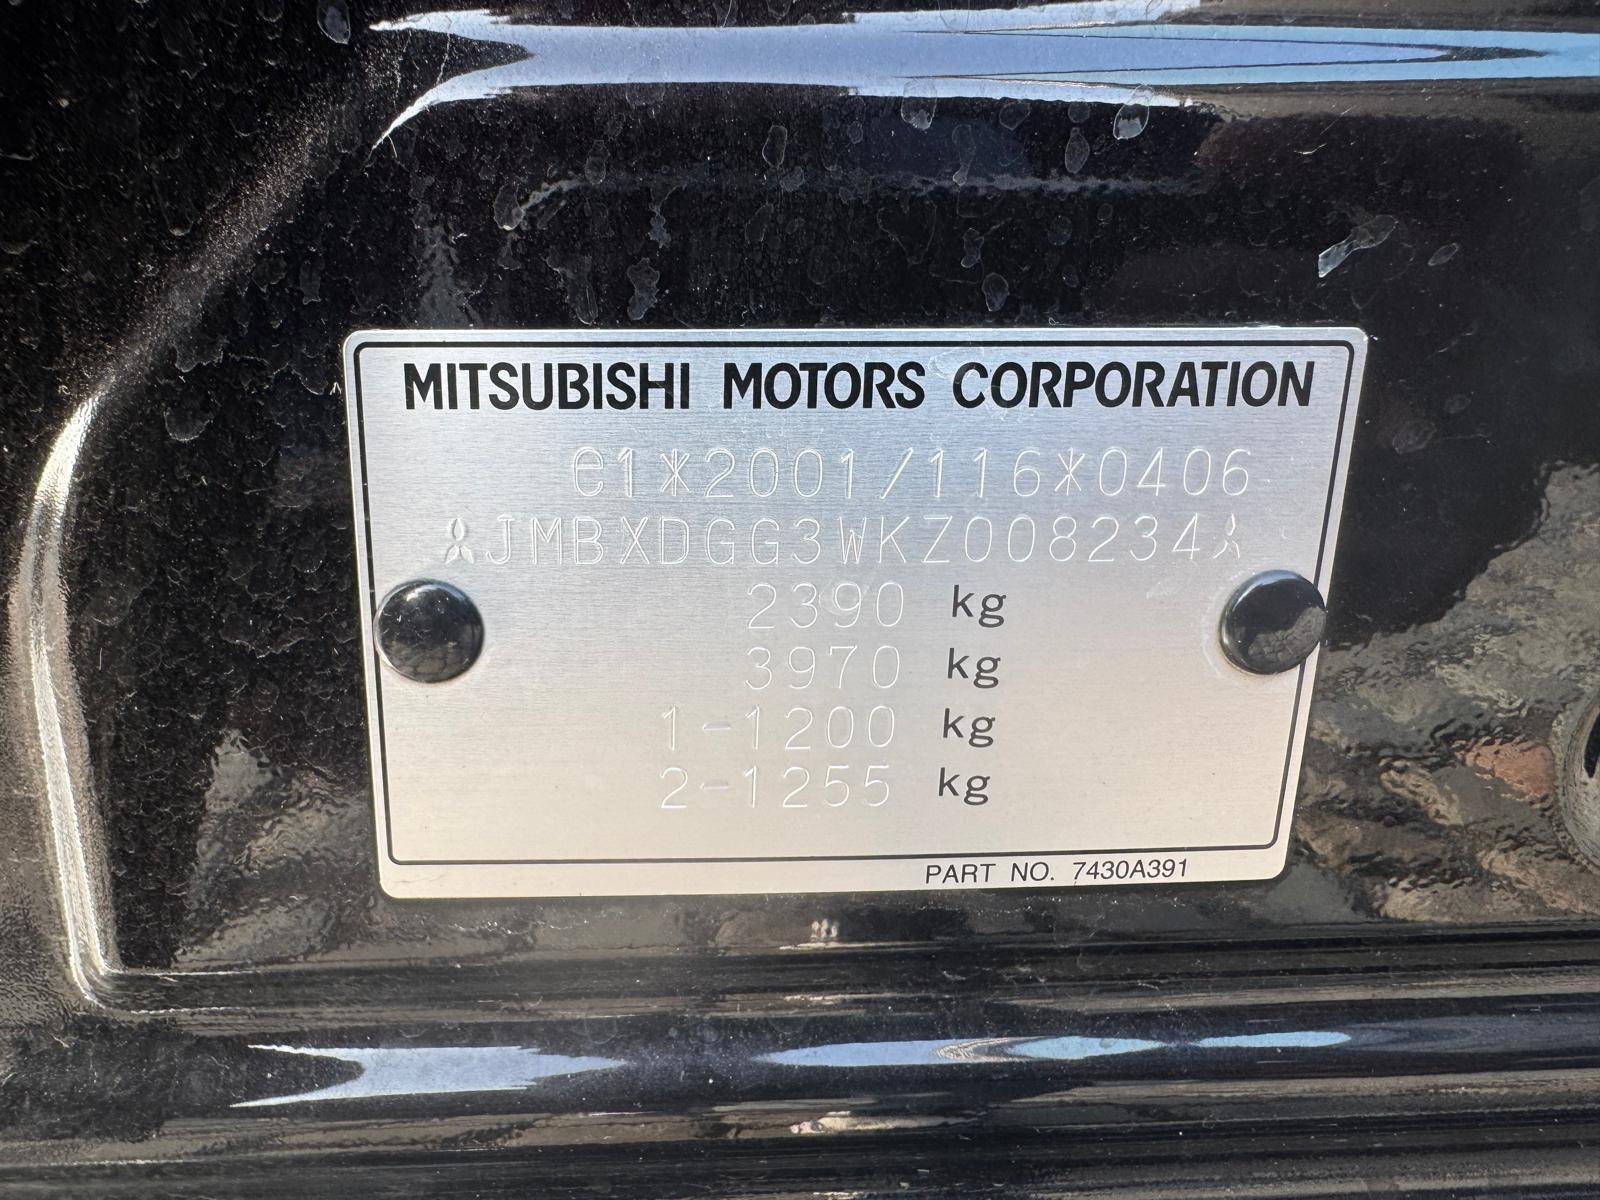 MITSUBISHI MOTORS CORPORATION
e1*2001/116*0406
JMBXDGG3WKZ008234
2390 kg
3970 kg
1-1200 kg
2-1255 kg
PART NO. 7430A391